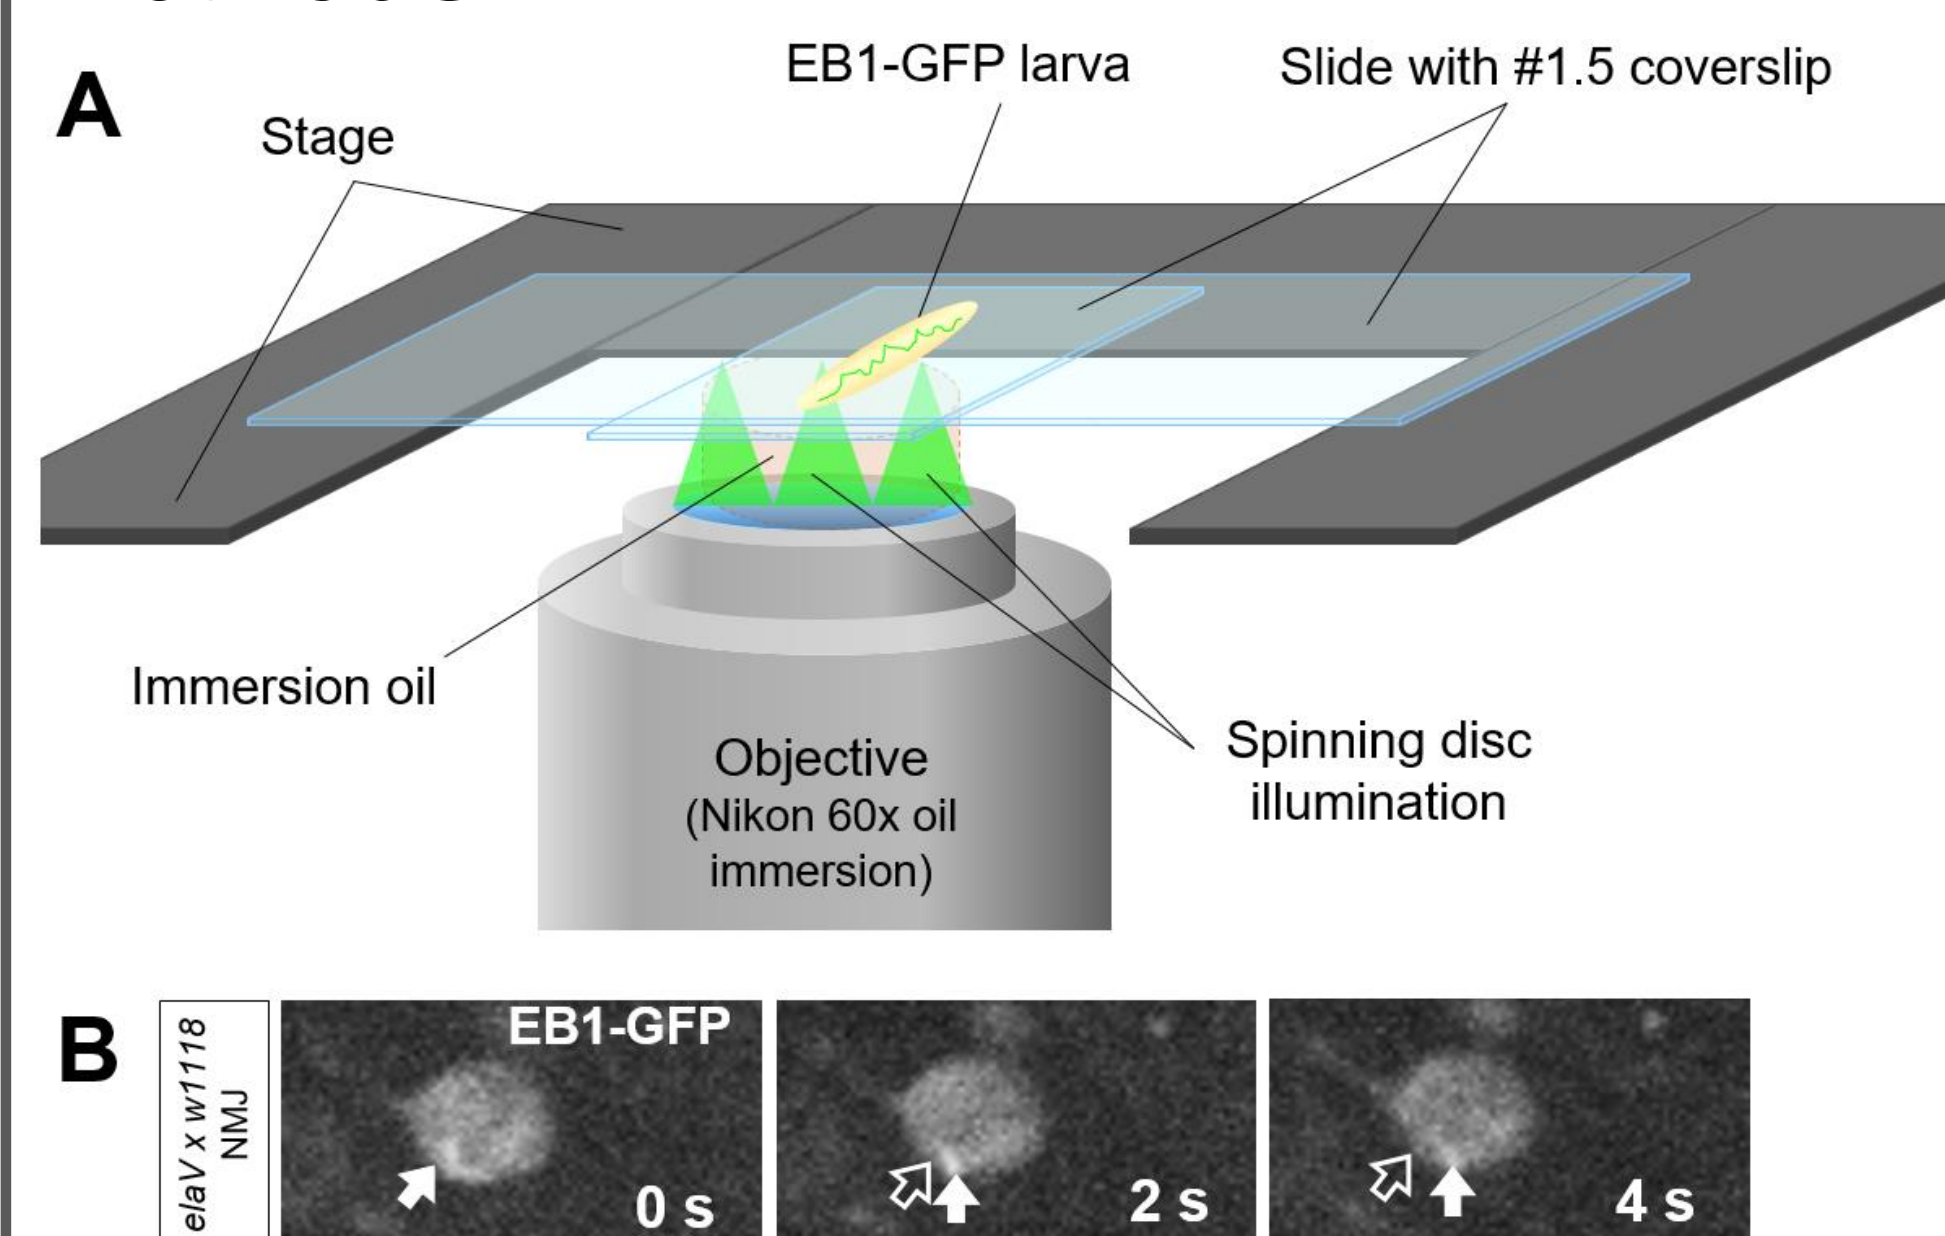 A
EB1-GFP larva
Slide with #1.5 coverslip
Stage
Immersion oil
Objective
(Nikon 60x oil
immersion)
Spinning disc
illumination
B
elaV x w1118
NMJ
EB1-GFP
0 s
2 s
4 s